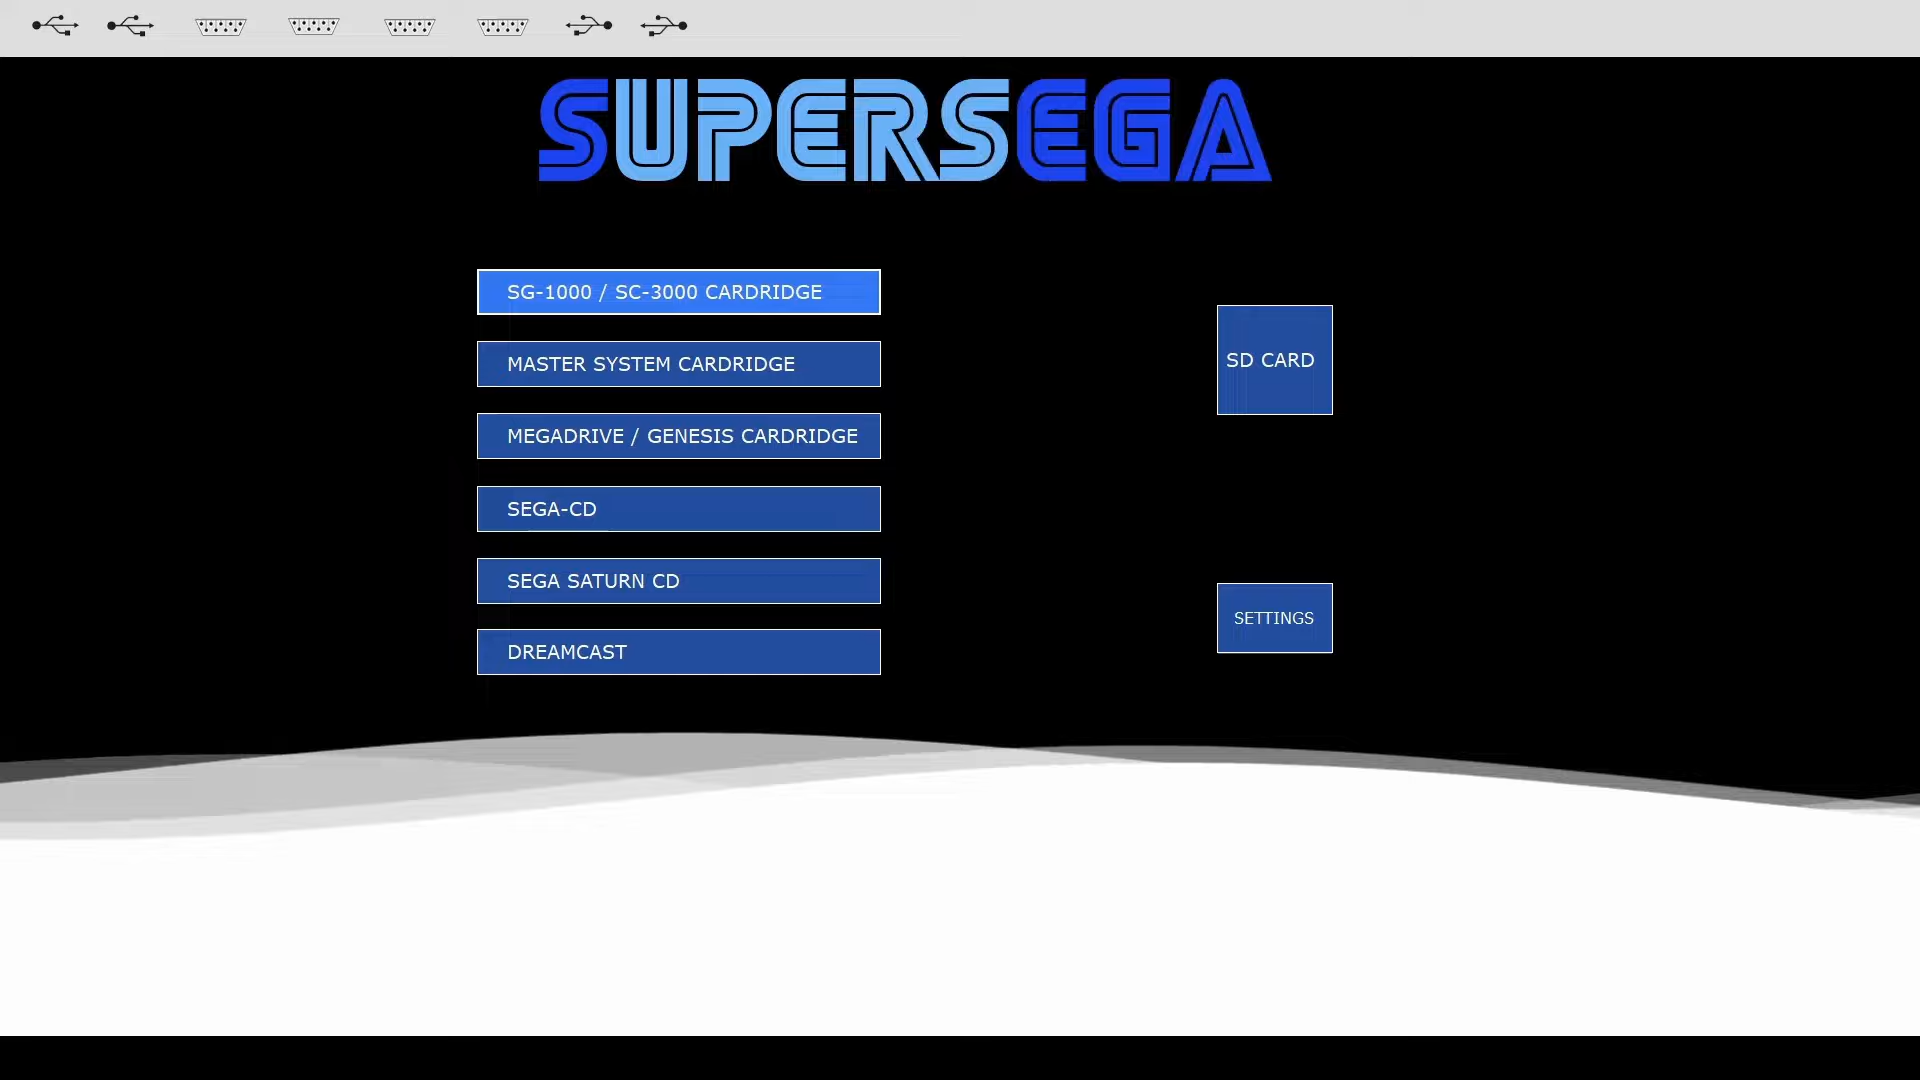 SUPERSEGA
SG-1000 / SC-3000 CARDRIDGE
MASTER SYSTEM CARDRIDGE
MEGADRIVE / GENESIS CARDRIDGE
SEGA-CD
SEGA SATURN CD
DREAMCAST
SD CARD
SETTINGS